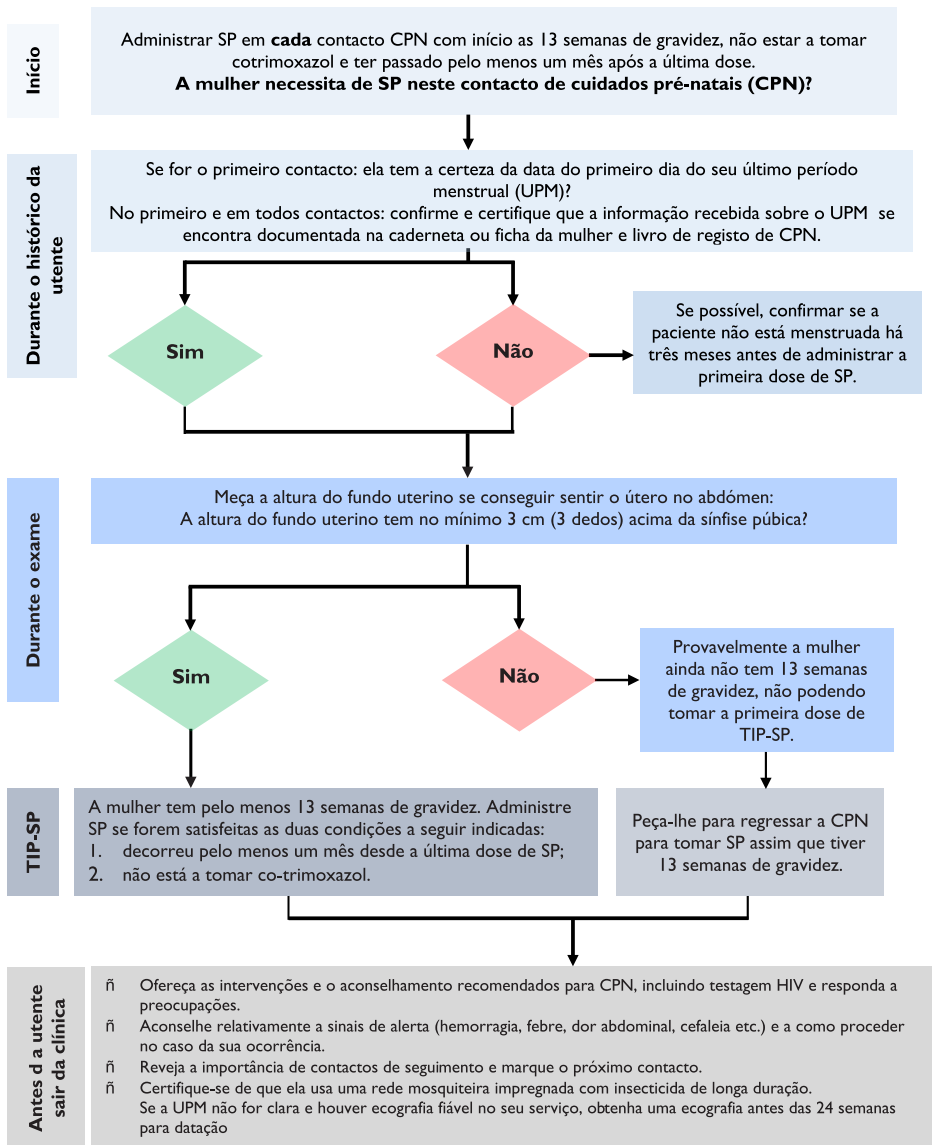 Início
Administrar SP em cada contacto CPN com início as 13 semanas de gravidez, não estar a tomar
cotrimoxazol e ter passado pelo menos um mês após a última dose.
A mulher necessita de SP neste contacto de cuidados pré-natais (CPN)?
Durante o histórico da
utente
Se for o primeiro contacto: ela tem a certeza da data do primeiro dia do seu último período
menstrual (UPM)?
No primeiro e em todos contactos: confirme e certifique que a informação recebida sobre o UPM se
encontra documentada na caderneta ou ficha da mulher e livro de registo de CPN.
Sim
Não
Se possível, confirmar se a
paciente não está menstruada há
três meses antes de administrar a
primeira dose de SP.
Durante o exame
Meça a altura do fundo uterino se conseguir sentir o útero no abdómen:
A altura do fundo uterino tem no mínimo 3 cm (3 dedos) acima da sínfise púbica?
Sim
Não
Provavelmente a mulher
ainda não tem 13 semanas
de gravidez, não podendo
tomar a primeira dose de
TIP-SP.
TIP-SP
A mulher tem pelo menos 13 semanas de gravidez. Administre
SP se forem satisfeitas as duas condições a seguir indicadas:
1. decorreu pelo menos um mês desde a última dose de SP;
2. não está a tomar co-trimoxazol.
Peça-lhe para regressar a CPN
para tomar SP assim que tiver
13 semanas de gravidez.
Antes d a utente
sair da clínica
ñ Ofereça as intervenções e o aconselhamento recomendados para CPN, incluindo testagem HIV e responda a
preocupações.
ñ Aconselhe relativamente a sinais de alerta (hemorragia, febre, dor abdominal, cefaleia etc.) e a como proceder
no caso da sua ocorrência.
ñ Reveja a importância de contactos de seguimento e marque o próximo contacto.
ñ Certifique-se de que ela usa uma rede mosquiteira impregnada com insecticida de longa duração.
Se a UPM não for clara e houver ecografia fiável no seu serviço, obtenha uma ecografia antes das 24 semanas
para datação